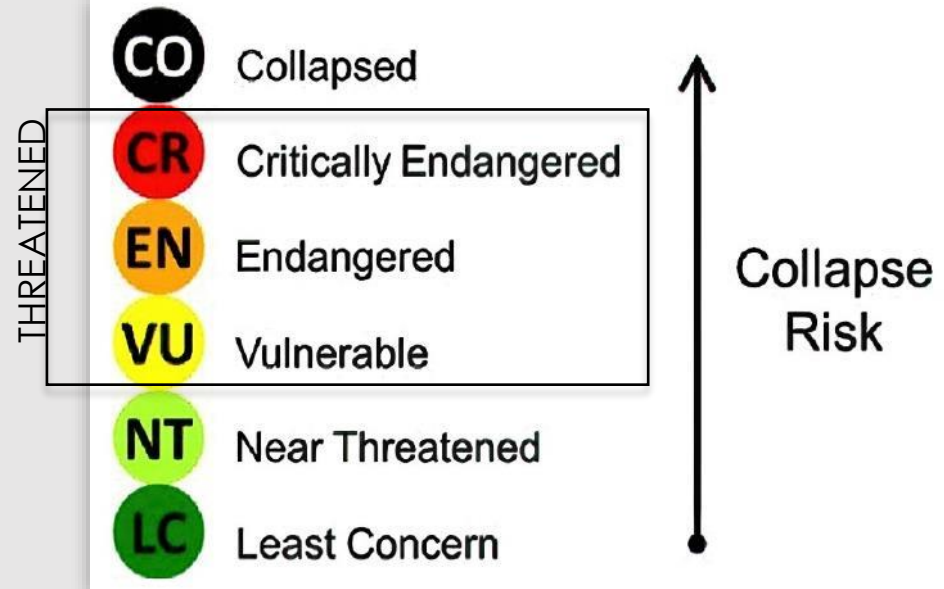 CO Collapsed
THREATENED
CR Critically Endangered
EN Endangered
VU Vulnerable
NT Near Threatened
LC Least Concern
Collapse
Risk